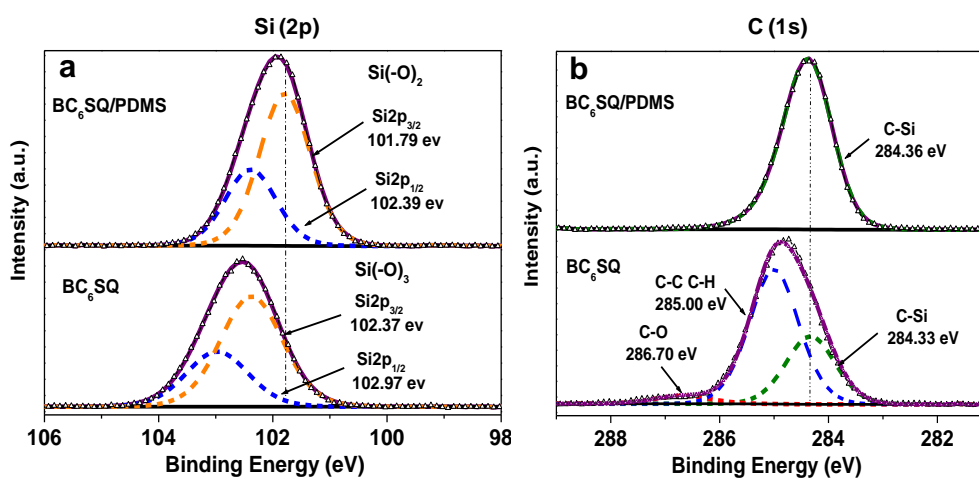 Si (2p)
a
BC6SQ/PDMS
Si(-O)2
Si2p3/2
101.79 ev
Si2p1/2
102.39 eV
BC6SQ
Si(-O)3
Si2p3/2
102.37 ev
Si2p1/2
102.97 eV
Intensity (a.u.)
106 104 102 100 98
Binding Energy (eV)
C (1s)
b
BC6SQ/PDMS
C-Si
284.36 eV
BC6SQ
C-C C-H
285.00 eV
C-O
286.70 eV
C-Si
284.33 eV
Intensity (a.u.)
288 286 284 282
Binding Energy (eV)